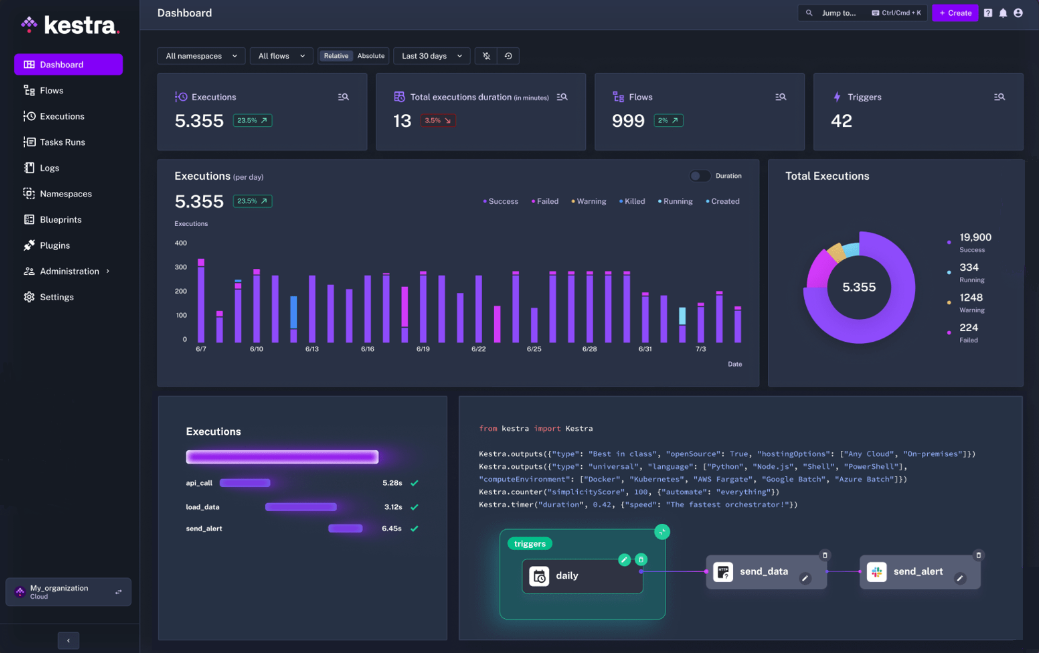 kestra.
Dashboard
Jump to...
Ctrl/Cmd + K
+ Create
Dashboard
Flows
Executions
Tasks Runs
Logs
Namespaces
Blueprints
Plugins
Administration
Settings
My_organization
Cloud
All namespaces
All flows
Relative
Absolute
Last 30 days
Executions
5.355
23.5%
Total executions duration (in minutes)
13
3.5%
Flows
999
2%
Triggers
42
Executions (per day)
Duration
5.355
23.5%
Success
Failed
Warning
Killed
Running
Created
Executions
400
300
200
100
0
6/7
6/10
6/13
6/16
6/19
6/22
6/25
6/28
6/31
7/3
Date
Total Executions
5.355
19,900
Success
334
Running
1248
Warning
224
Failed
Executions
api_call
5.28s
load_data
3.12s
send_alert
6.45s
from kestra import Kestra
Kestra.outputs({"type": "Best in class", "openSource": True, "hostingOptions": ["Any Cloud", "On-premises"]})
Kestra.outputs({"type": "universal", "language": ["Python", "Node.js", "Shell", "PowerShell"],
"computeEnvironment": ["Docker", "Kubernetes", "AWS Fargate", "Google Batch", "Azure Batch"]})
Kestra.counter("simplicityScore", 100, {"automate": "everything"})
Kestra.timer("duration", 0.42, {"speed": "The fastest orchestrator!"})
triggers
daily
HTTP
send_data
send_alert